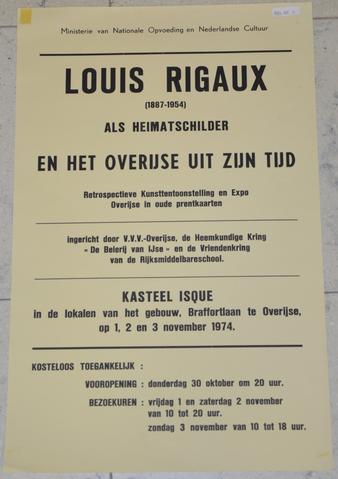 Ministerie van Nationale Opvoeding en Nederlandse Cultuur
LOUIS RIGAUX
(1887-1954)
ALS HEIMATSCHILDER
EN HET OVERIJSE UIT ZIJN TIJD
Retrospectieve Kunsttentoonstelling en Expo
Overijse in oude prentkaarten
ingericht door V.V.V.-Overijse, de Heemkundige Kring
- De Beierij van IJse - en de Vriendenkring
van de Rijksmiddelbareschool.
KASTEEL ISQUE
in de lokalen van het gebouw, Braffortlaan te Overijse,
op 1, 2 en 3 november 1974.
KOSTELOOS TOEGANKELIJK :
VOOROPENING : donderdag 30 oktober om 20 uur.
BEZOEKUREN : vrijdag 1 en zaterdag 2 november
van 10 tot 20 uur.
zondag 3 november van 10 tot 18 uur.